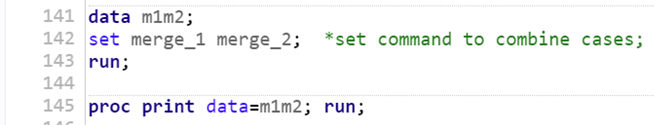 141 data m1m2;
142 set merge_1 merge_2;  *set command to combine cases;
143 run;
144
145 proc print data=m1m2; run;